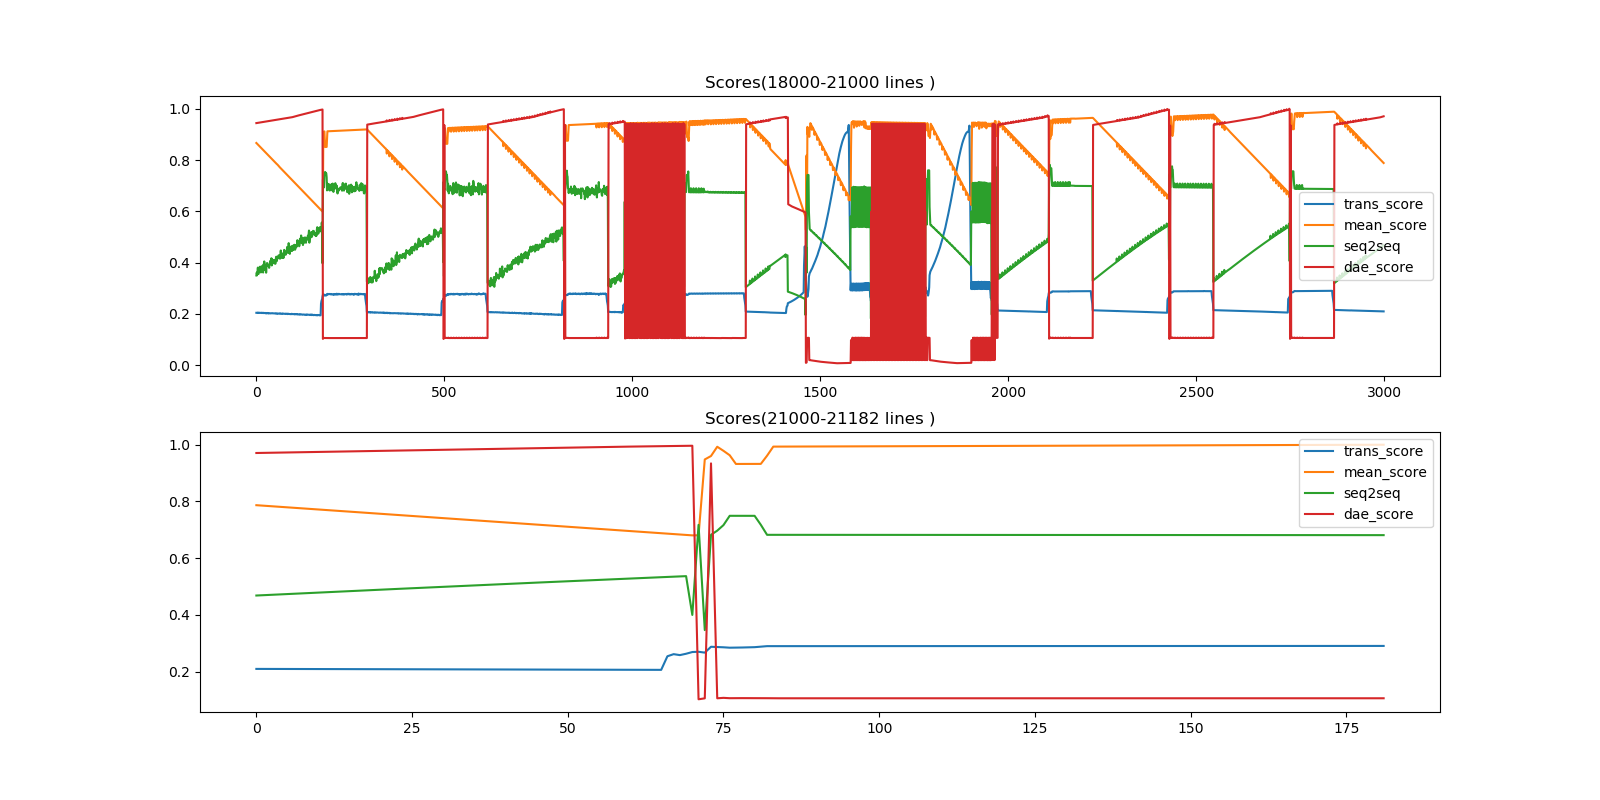 Scores(18000-21000 lines )
1.0
0.8
0.6
0.4
0.2
0.0
trans_score
mean_score
seq2seq
dae_score
0 500 1000 1500 2000 2500 3000
Scores(21000-21182 lines )
1.0
0.8
0.6
0.4
0.2
trans_score
mean_score
seq2seq
dae_score
0 25 50 75 100 125 150 175